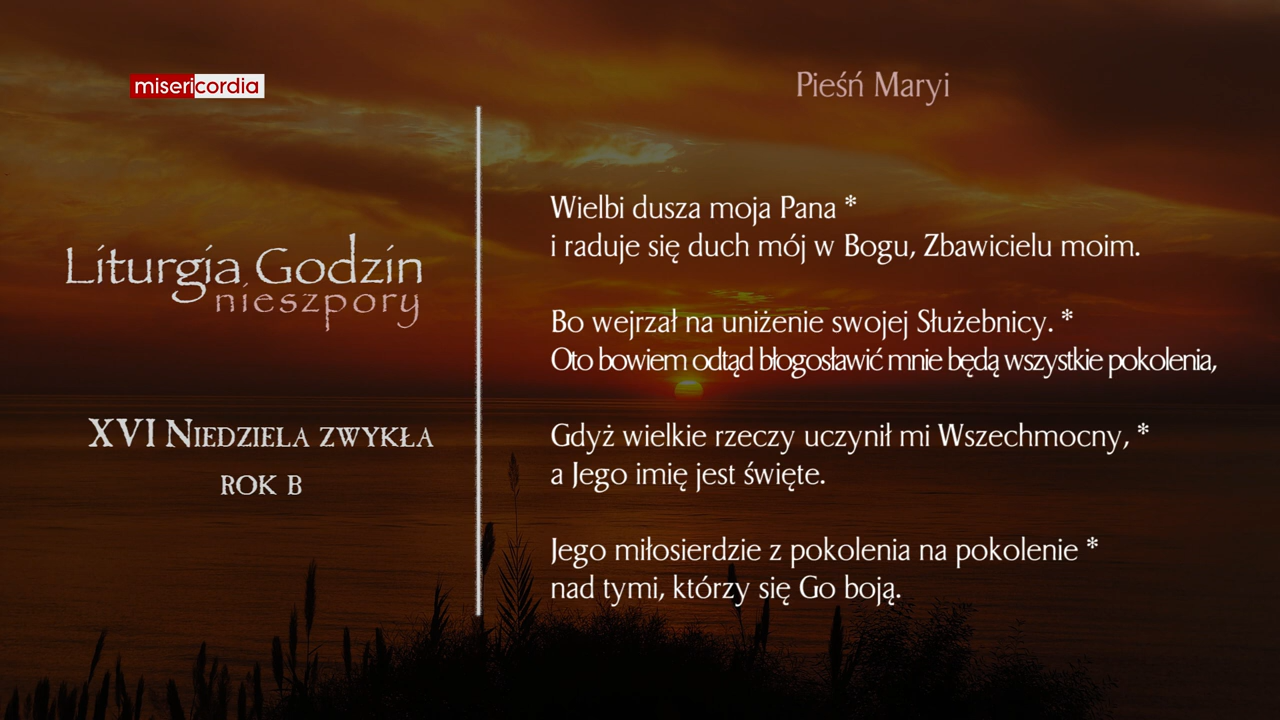 misericordia
Liturgia Godzin
nieszpory
XVI Niedziela zwykła
rok B
Pieśń Maryi
Wielbi dusza moja Pana *
i raduje się duch mój w Bogu, Zbawicielu moim.
Bo wejrzał na uniżenie swojej Służebnicy. *
Oto bowiem odtąd błogosławić mnie będą wszystkie pokolenia,
Gdyż wielkie rzeczy uczynił mi Wszechmocny, *
a Jego imię jest święte.
Jego miłosierdzie z pokolenia na pokolenie *
nad tymi, którzy się Go boją.